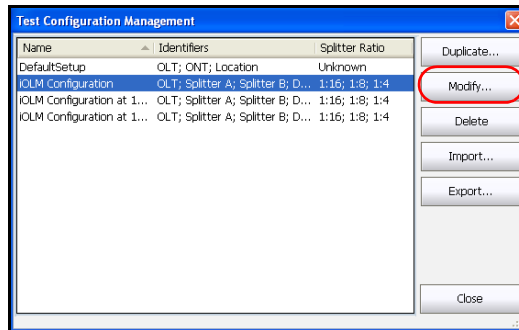 Test Configuration Management
Name Identifiers Splitter Ratio
DefaultSetup OLT; ONT; Location Unknown
iOLM Configuration OLT; Splitter A; Splitter B; D... 1:16; 1:8; 1:4
iOLM Configuration at 1... OLT; Splitter A; Splitter B; D... 1:16; 1:8; 1:4
iOLM Configuration at 1... OLT; Splitter A; Splitter B; D... 1:16; 1:8; 1:4
Duplicate...
Modify...
Delete
Import...
Export...
Close